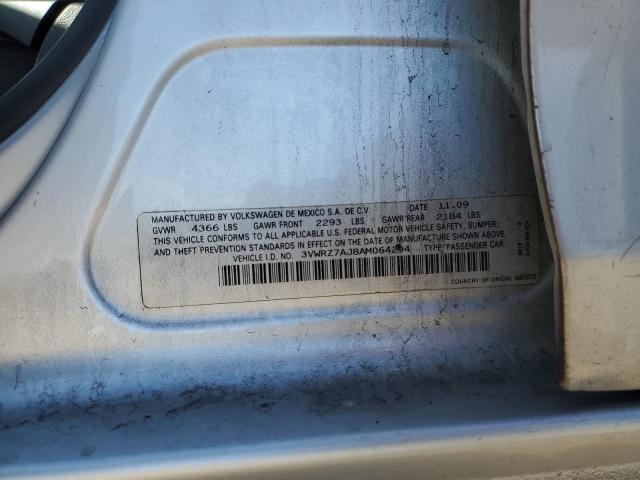 MANUFACTURED BY VOLKSWAGEN DE MEXICO S.A. DE C.V. DATE 11.09
GVWR 4366 LBS GAWR FRONT 2293 LBS GAWR REAR 2184 LBS
THIS VEHICLE CONFORMS TO ALL APPLICABLE U.S. FEDERAL MOTOR VEHICLE SAFETY, BUMPER,
AND THEFT PREVENTION STANDARDS IN EFFECT ON THE DATE OF MANUFACTURE SHOWN ABOVE.
VEHICLE I.D. NO. 3VWRZ7AJ8AM064294 TYPE: PASSENGER CAR
COUNTRY OF ORIGIN: MEXICO